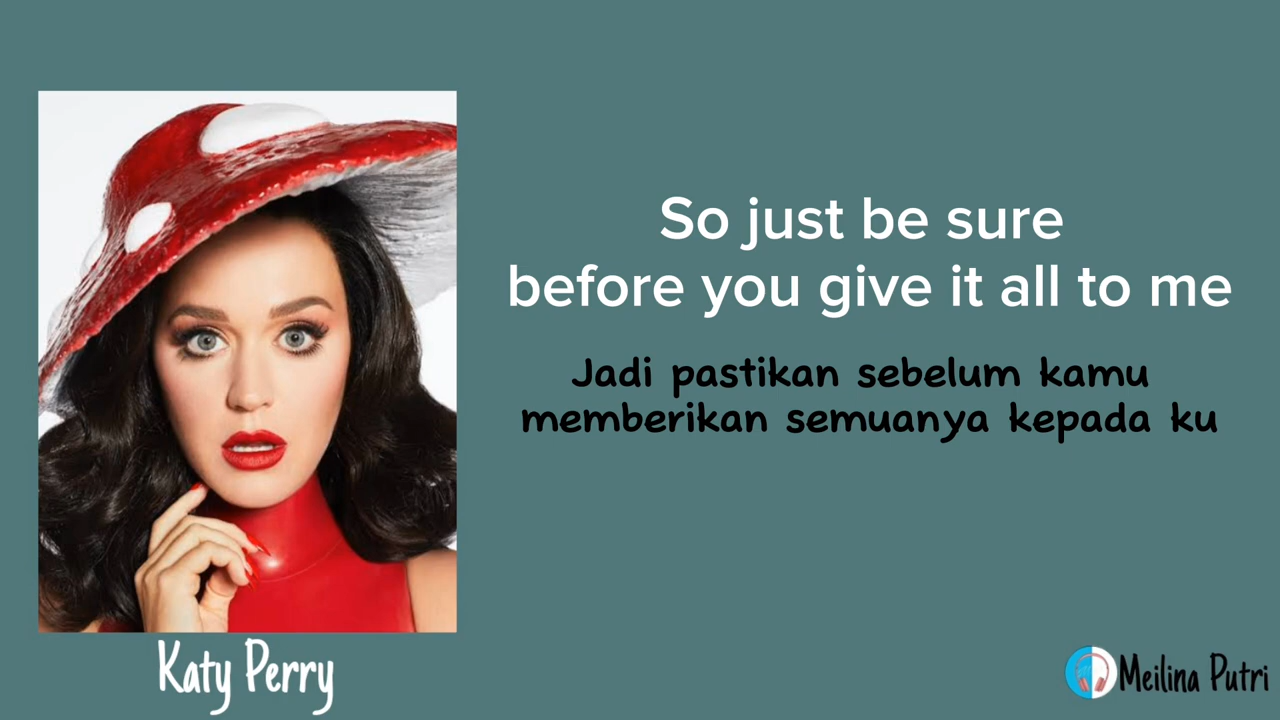 So just be sure
before you give it all to me
Jadi pastikan sebelum kamu
memberikan semuanya kepada ku
Katy Perry
Meilina Putri